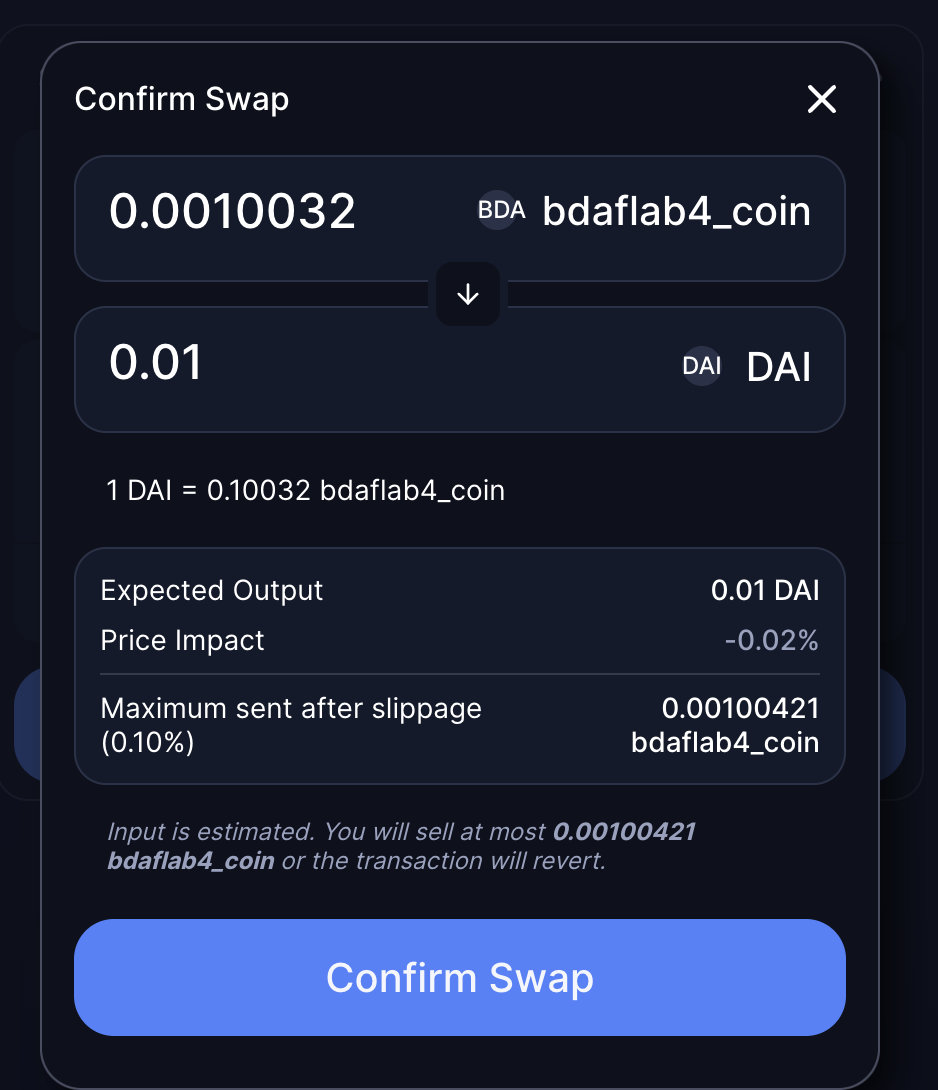 Confirm Swap
0.0010032 BDA bdaflab4_coin
0.01 DAI DAI
1 DAI = 0.10032 bdaflab4_coin
Expected Output 0.01 DAI
Price Impact -0.02%
Maximum sent after slippage 0.00100421
(0.10%) bdaflab4_coin
Input is estimated. You will sell at most 0.00100421
bdaflab4_coin or the transaction will revert.
Confirm Swap